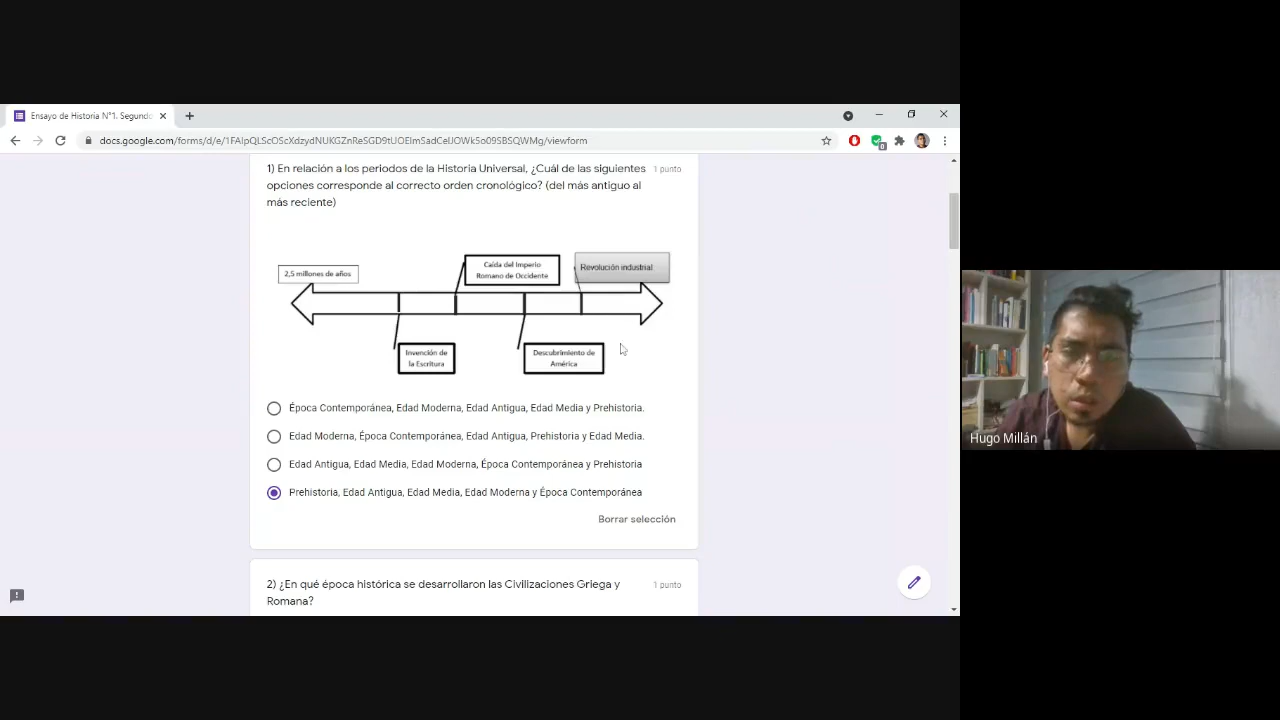 Ensayo de Historia N°1. Segundo
docs.google.com/forms/d/e/1FAIpQLScOScXdzydNUKGZnReSGD9tUOElmSadCelJOWk5o09SBSQWMg/viewform
1) En relación a los periodos de la Historia Universal, ¿Cuál de las siguientes
1 punto
opciones corresponde al correcto orden cronológico? (del más antiguo al
más reciente)
2,5 millones de años
Caída del Imperio
Romano de Occidente
Revolución industrial
Invención de
la Escritura
Descubrimiento de
América
Época Contemporánea, Edad Moderna, Edad Antigua, Edad Media y Prehistoria.
Edad Moderna, Época Contemporánea, Edad Antigua, Prehistoria y Edad Media.
Edad Antigua, Edad Media, Edad Moderna, Época Contemporánea y Prehistoria
Prehistoria, Edad Antigua, Edad Media, Edad Moderna y Época Contemporánea
Borrar selección
2) ¿En qué época histórica se desarrollaron las Civilizaciones Griega y
1 punto
Romana?
Hugo Millán